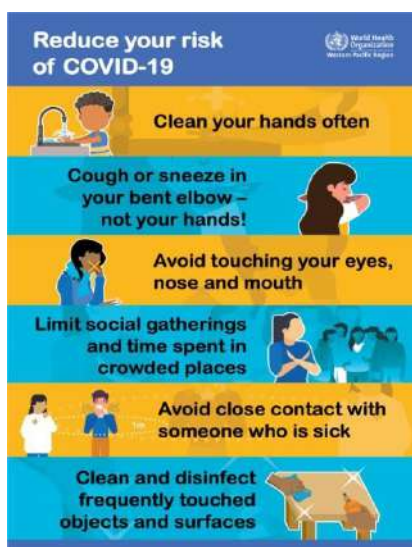 Reduce your risk
of COVID-19
World Health
Organization
Western Pacific Region
Clean your hands often
Cough or sneeze in
your bent elbow –
not your hands!
Avoid touching your eyes,
nose and mouth
Limit social gatherings
and time spent in
crowded places
Avoid close contact with
someone who is sick
1m
Clean and disinfect
frequently touched
objects and surfaces